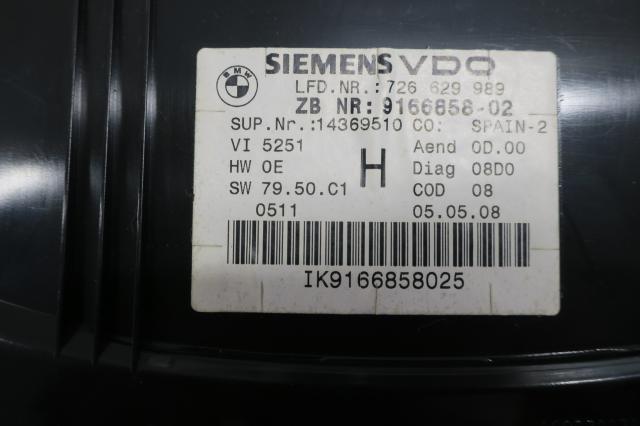 BMW
SIEMENS VDO
LFD.NR.:726 629 989
ZB NR:9166858-02
SUP.Nr.:14369510 CO: SPAIN-2
VI 5251 Aend 0D.00
HW 0E H Diag 08D0
SW 79.50.C1 COD 08
0511 05.05.08
IK9166858025